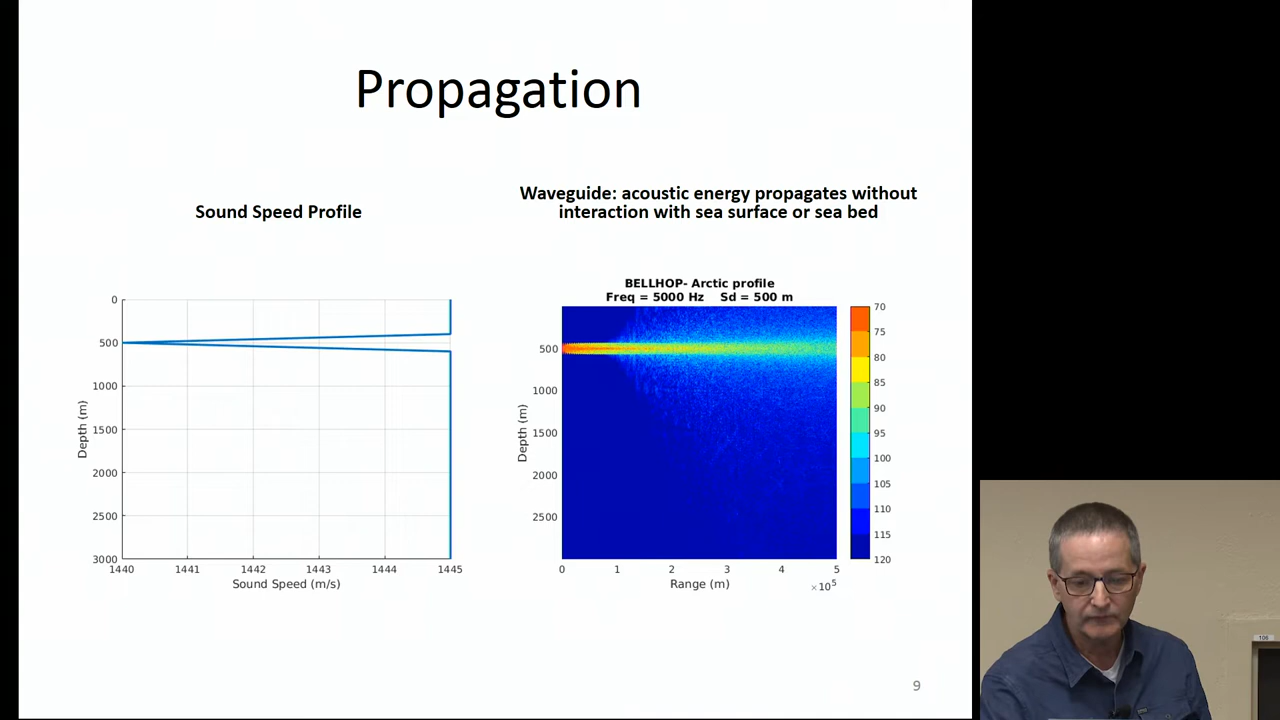 Propagation
Sound Speed Profile
Waveguide: acoustic energy propagates without
interaction with sea surface or sea bed
0
500
1000
1500
2000
2500
3000
Depth (m)
1440 1441 1442 1443 1444 1445
Sound Speed (m/s)
BELLHOP- Arctic profile
Freq = 5000 Hz Sd = 500 m
500
1000
1500
2000
2500
Depth (m)
0 1 2 3 4 5
Range (m)
×10⁵
70
75
80
85
90
95
100
105
110
115
120
9
106